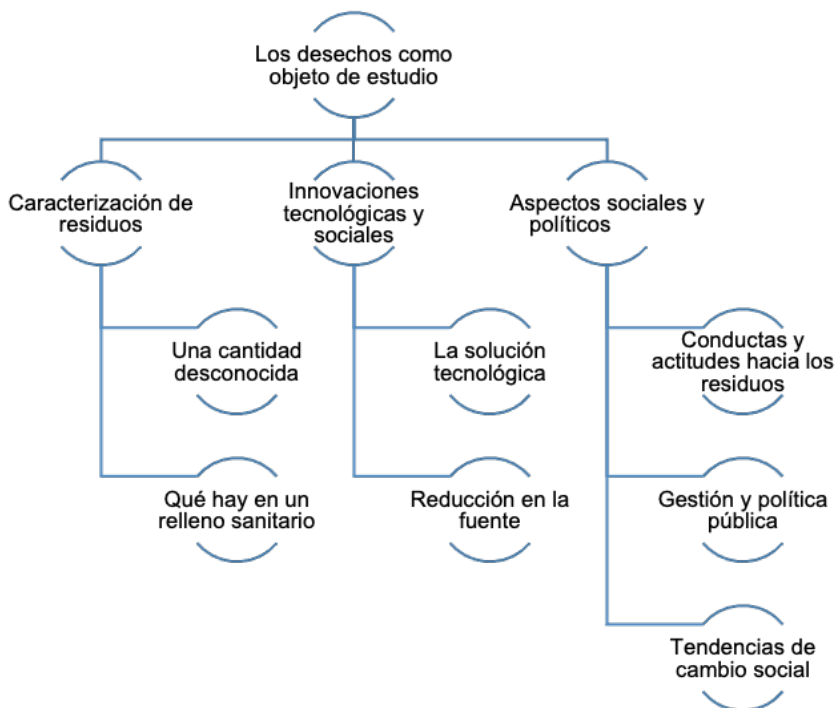 Los desechos como
objeto de estudio
Caracterización de
residuos
Innovaciones
tecnológicas y
sociales
Aspectos sociales y
políticos
Una cantidad
desconocida
La solución
tecnológica
Conductas y
actitudes hacia los
residuos
Qué hay en un
relleno sanitario
Reducción en la
fuente
Gestión y política
pública
Tendencias de
cambio social